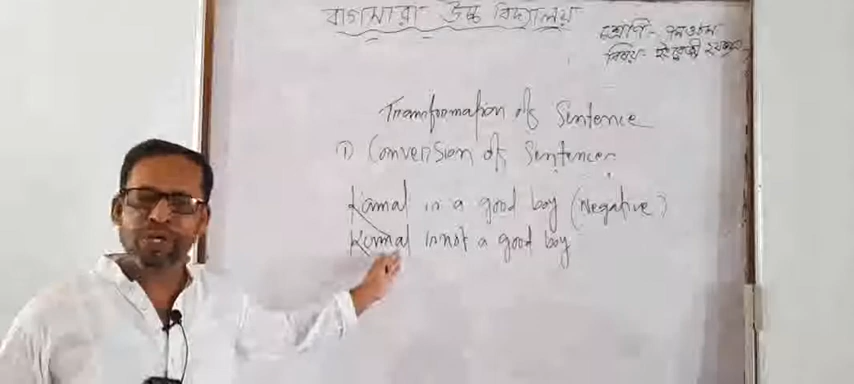 বাগমারা উচ্চ বিদ্যালয়
শ্রেণি-
বিষয়- ইংরেজী
Transformation of Sentence
① Conversion of Sentences
Kamal is a good boy (Negative)
Kamal is not a good boy